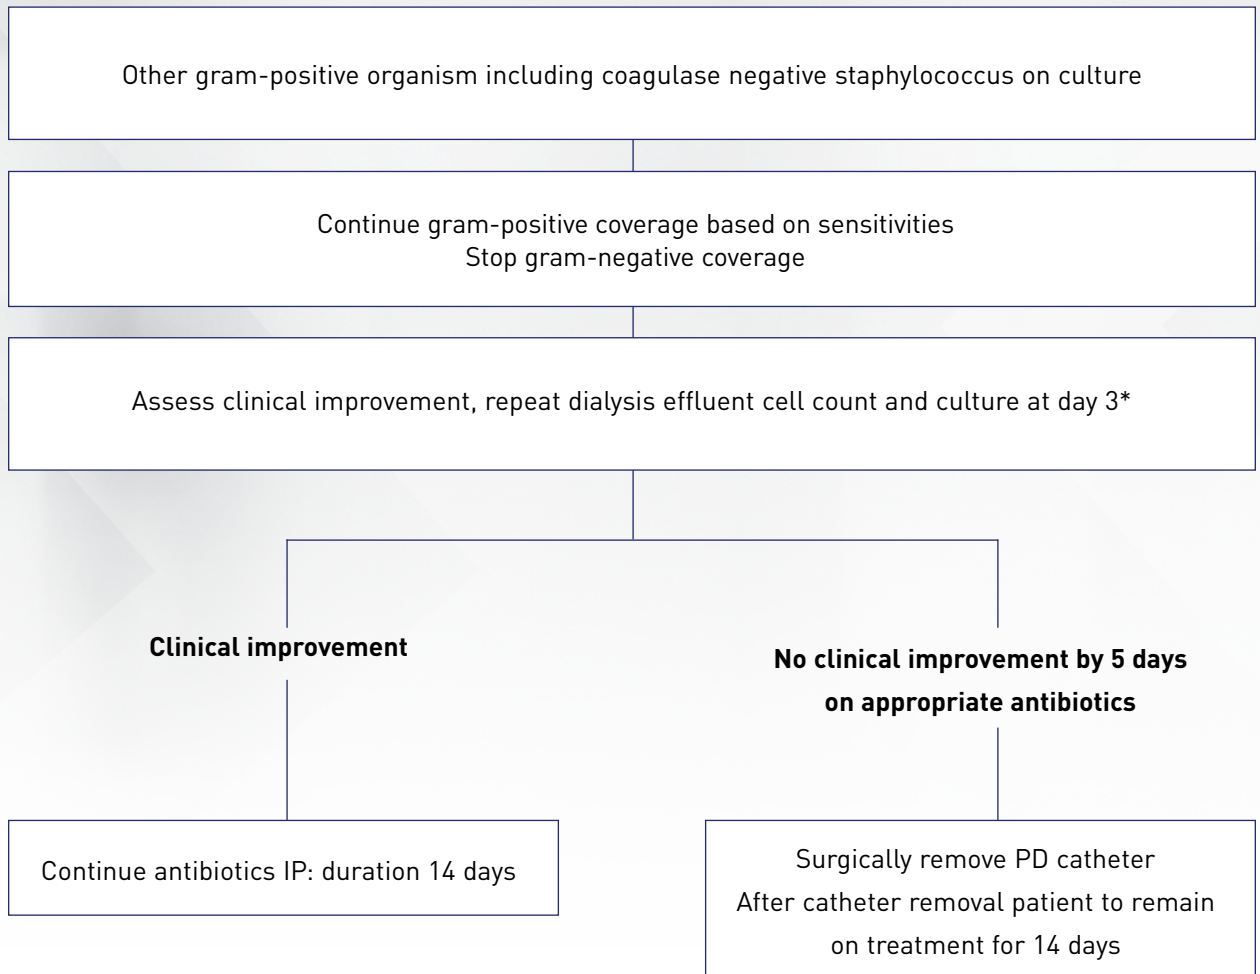 Other gram-positive organism including coagulase negative staphylococcus on culture
Continue gram-positive coverage based on sensitivities
Stop gram-negative coverage
Assess clinical improvement, repeat dialysis effluent cell count and culture at day 3*
Clinical improvement
No clinical improvement by 5 days
on appropriate antibiotics
Continue antibiotics IP: duration 14 days
Surgically remove PD catheter
After catheter removal patient to remain
on treatment for 14 days